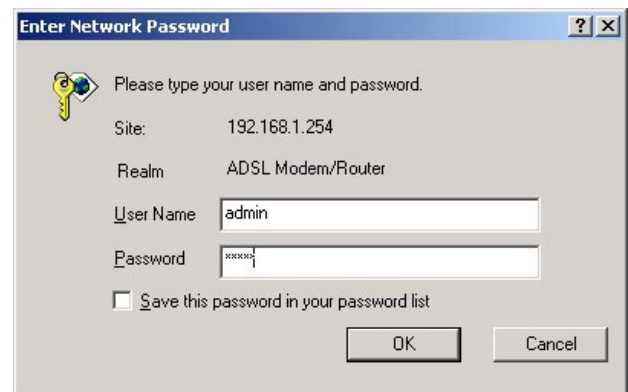 Enter Network Password
Please type your user name and password.
Site: 192.168.1.254
Realm ADSL Modem/Router
User Name admin
Password xxxxx
Save this password in your password list
OK Cancel